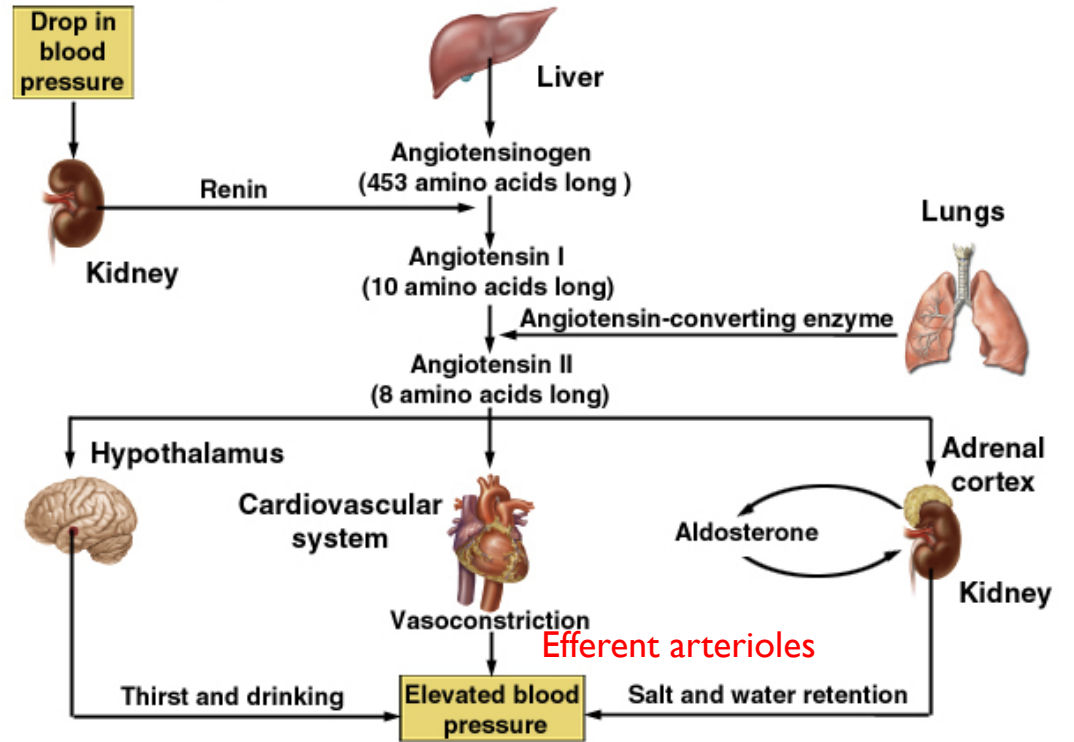 Drop in
blood
pressure
Liver
Angiotensinogen
(453 amino acids long )
Renin
Kidney
Lungs
Angiotensin I
(10 amino acids long)
Angiotensin-converting enzyme
Angiotensin II
(8 amino acids long)
Hypothalamus
Cardiovascular
system
Adrenal
cortex
Aldosterone
Kidney
Vasoconstriction
Efferent arterioles
Thirst and drinking
Elevated blood
pressure
Salt and water retention